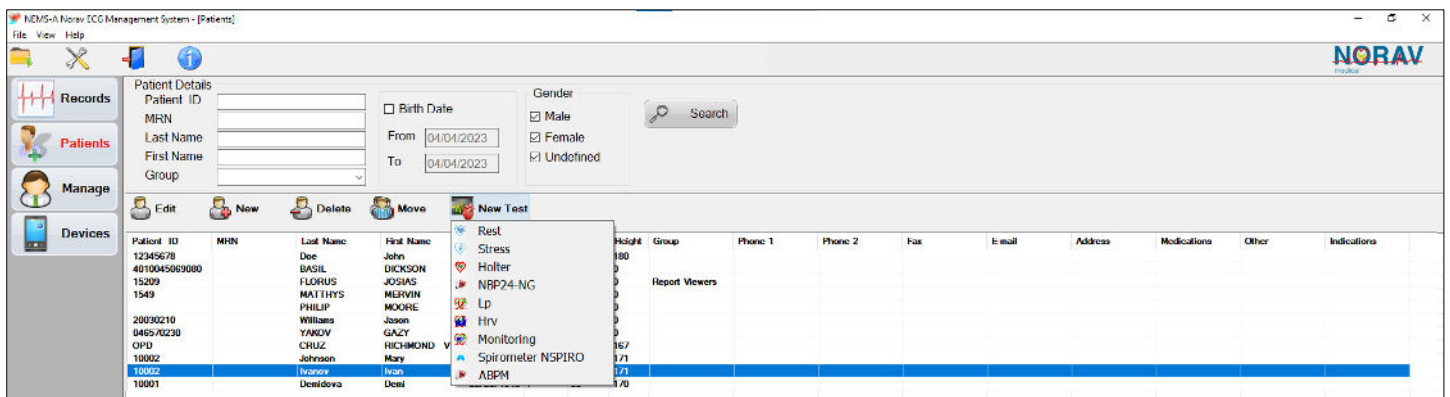 NEMS-A Norav ECG Management System - [Patients]
File View Help
NORAV
medical
Records
Patients
Manage
Devices
Patient Details
Patient ID
MRN
Last Name
First Name
Group
Birth Date
From 04/04/2023
To 04/04/2023
Gender
Male
Female
Undefined
Search
Edit New Delete Move New Test
Rest
Stress
Holter
NBP24-NG
Lp
Hrv
Monitoring
Spirometer NSPIRO
ABPM
Patient ID MRN Last Name First Name Height Group Phone 1 Phone 2 Fax E-mail Address Medications Other Indications
12345678 Doe John 180
4010045069080 BASIL DICKSON
15209 FLORUS JOSIAS Report Viewers
1549 MATTHYS MERVIN
PHILIP MOORE
20030210 Williams Jason
046570230 YAKOV GAZY
OPD CRUZ RICHMOND V 167
10002 Johnson Mary 171
10002 Ivanov Ivan 171
10001 Demidova Demi 170